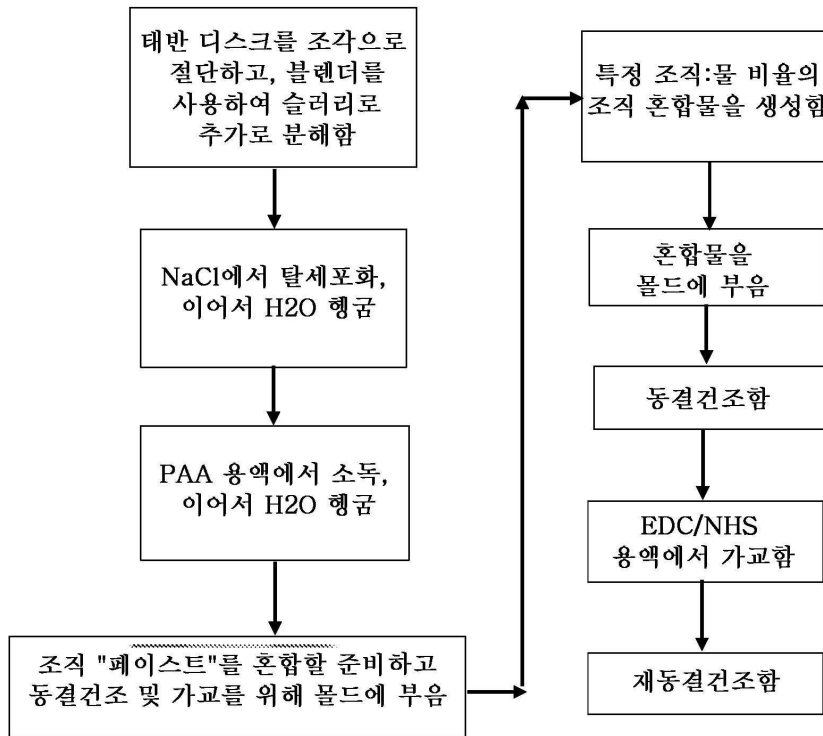 태반 디스크를 조각으로
절단하고, 블렌더를
사용하여 슬러리로
추가로 분해함
NaCl에서 탈세포화,
이어서 H2O 헹굼
PAA 용액에서 소독,
이어서 H2O 헹굼
조직 "페이스트"를 혼합할 준비하고
동결건조 및 가교를 위해 몰드에 부음
특정 조직:물 비율의
조직 혼합물을 생성함
혼합물을
몰드에 부음
동결건조함
EDC/NHS
용액에서 가교함
재동결건조함